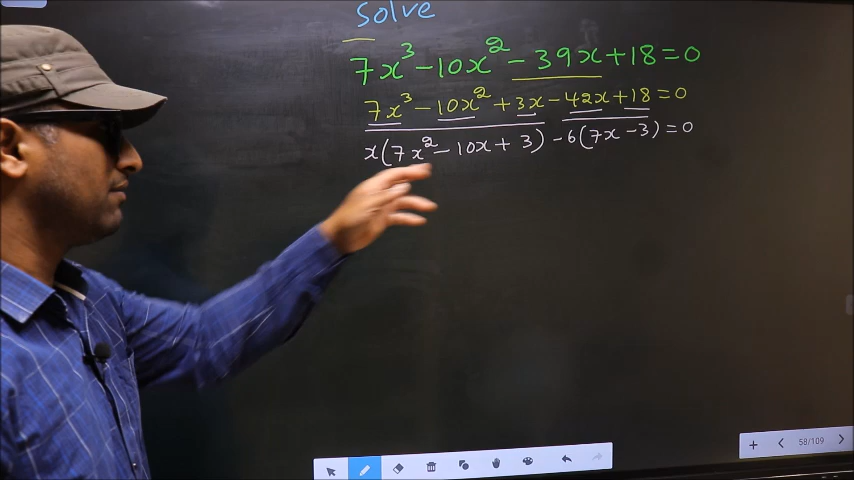 Solve
7x³ - 10x² - 39x + 18 = 0
7x³ - 10x² + 3x - 42x + 18 = 0
x(7x² - 10x + 3) - 6(7x - 3) = 0
58/109